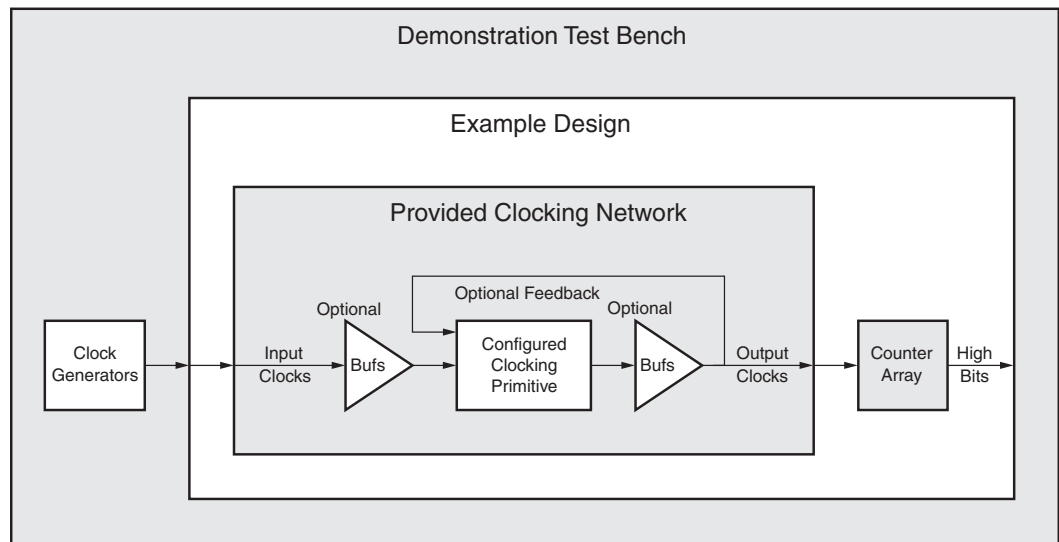 Demonstration Test Bench
Example Design
Provided Clocking Network
Optional Feedback
Optional
Optional
Clock
Generators
Input
Clocks
Bufs
Configured
Clocking
Primitive
Bufs
Output
Clocks
Counter
Array
High
Bits